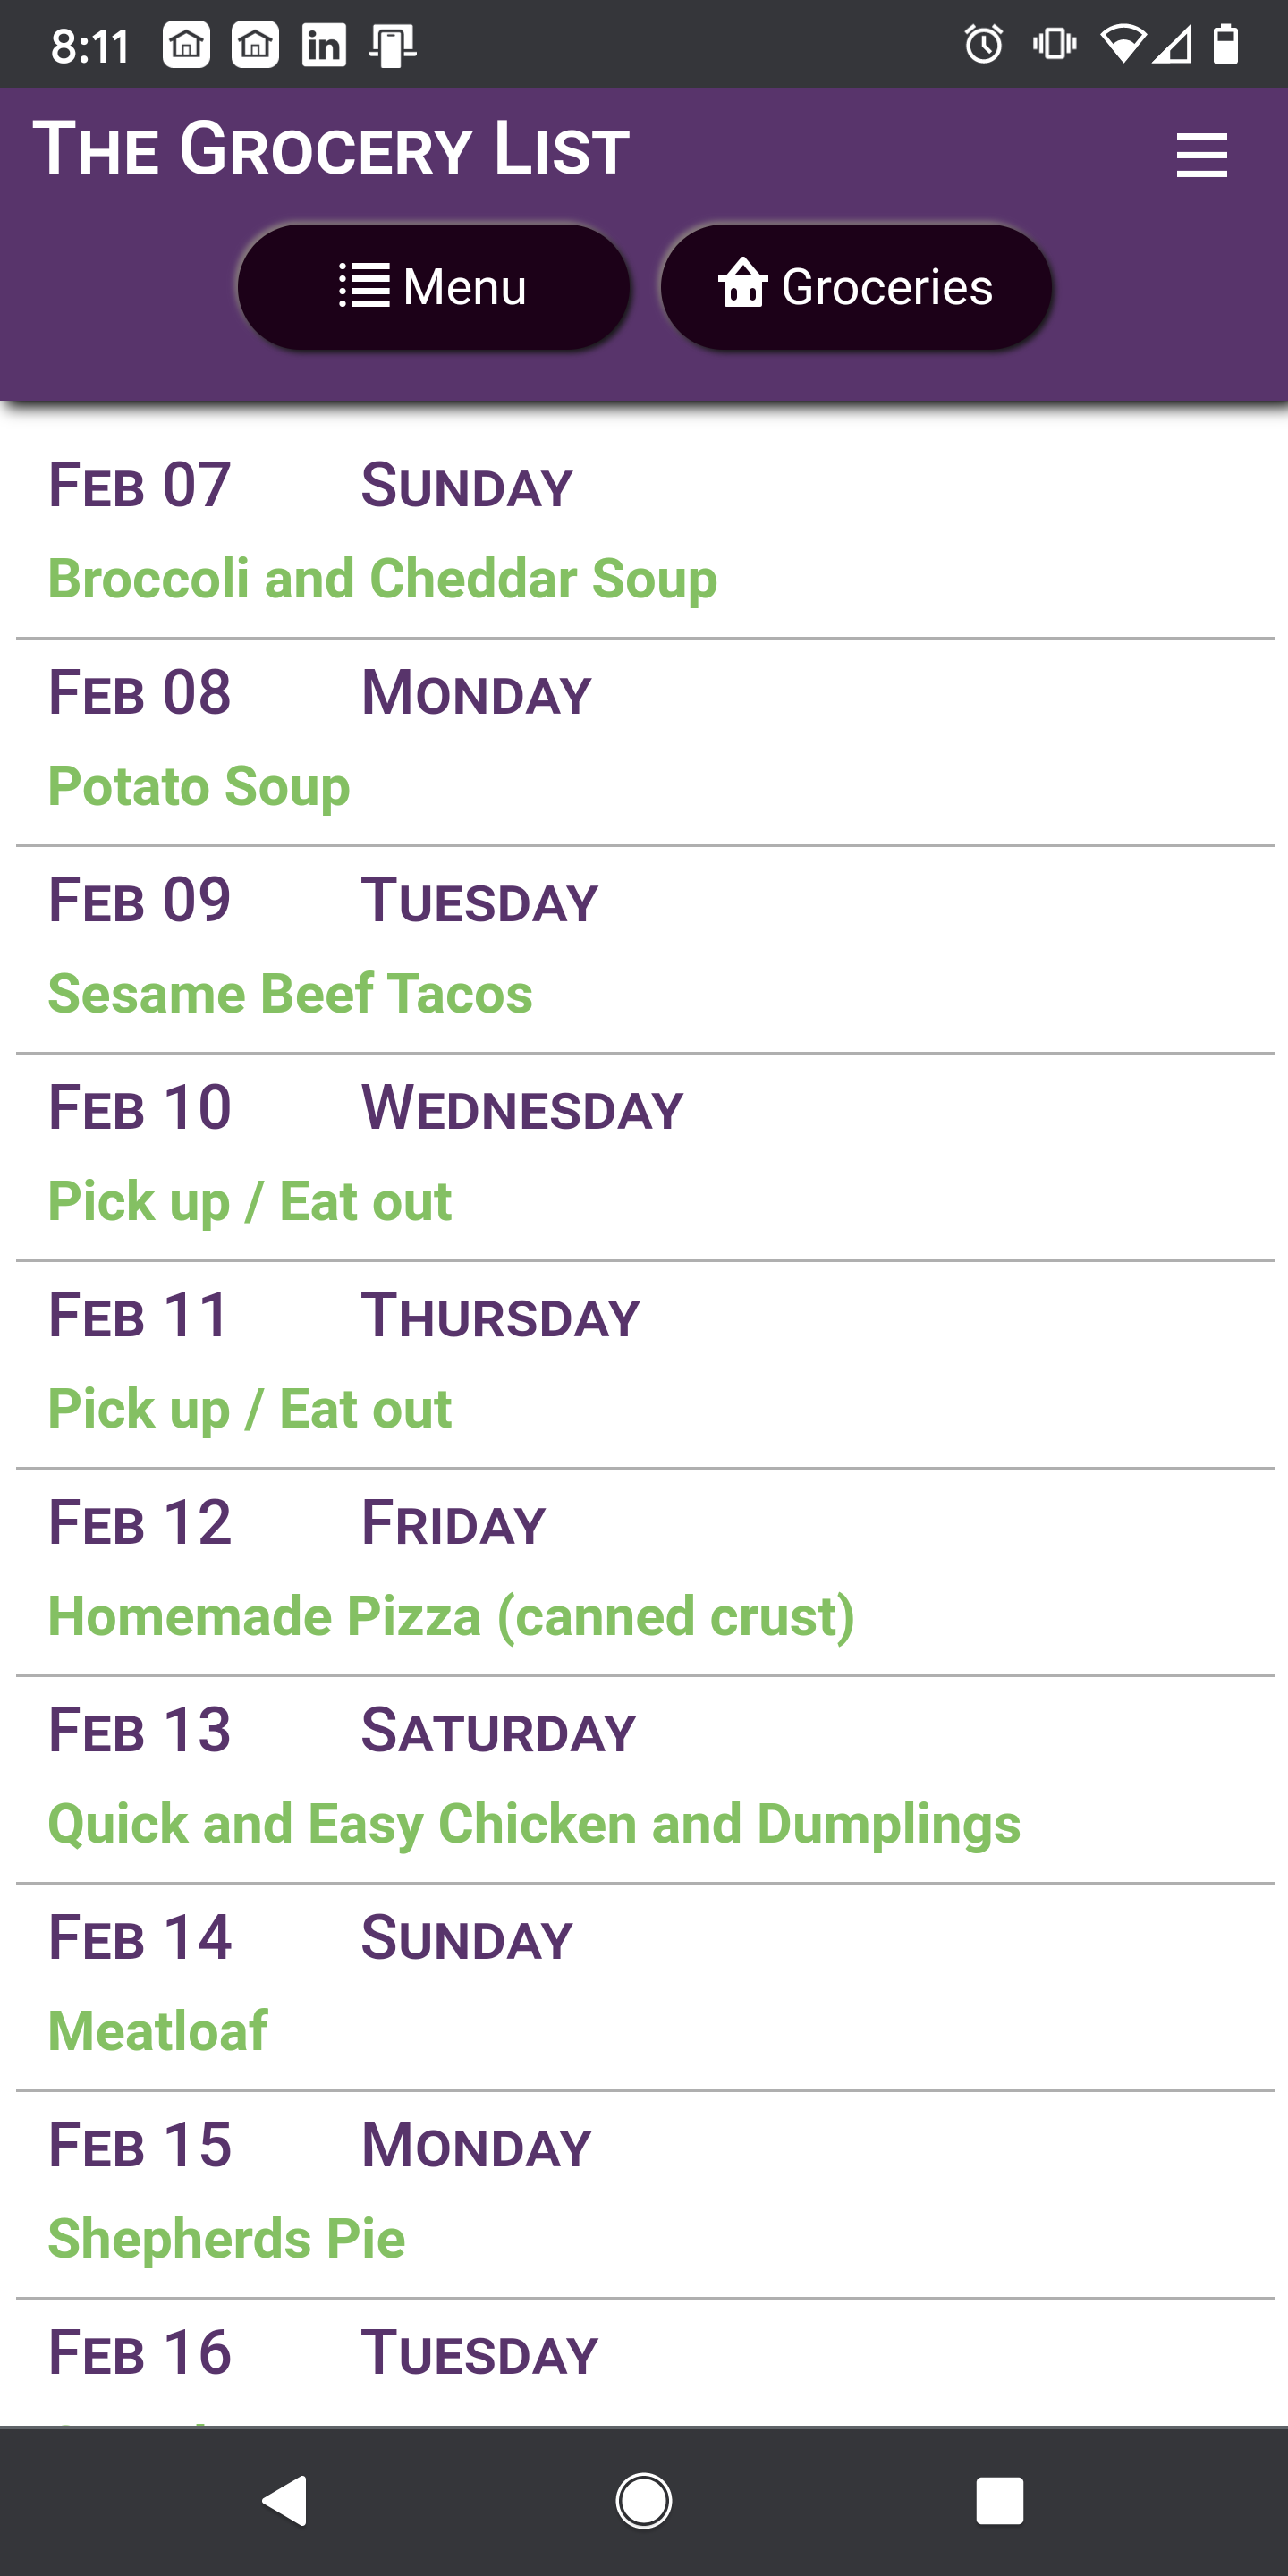 8:11
The Grocery List
Menu
Groceries
Feb 07 Sunday
Broccoli and Cheddar Soup
Feb 08 Monday
Potato Soup
Feb 09 Tuesday
Sesame Beef Tacos
Feb 10 Wednesday
Pick up / Eat out
Feb 11 Thursday
Pick up / Eat out
Feb 12 Friday
Homemade Pizza (canned crust)
Feb 13 Saturday
Quick and Easy Chicken and Dumplings
Feb 14 Sunday
Meatloaf
Feb 15 Monday
Shepherds Pie
Feb 16 Tuesday